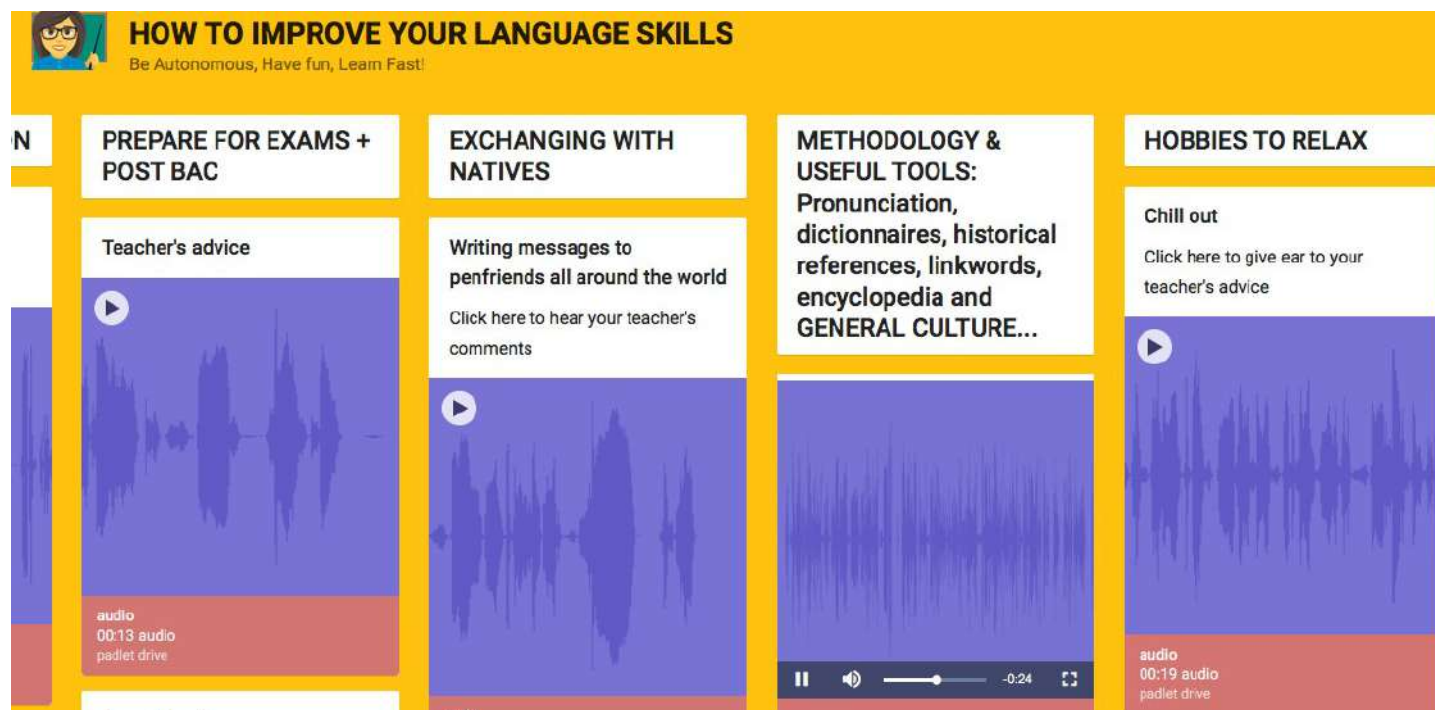 HOW TO IMPROVE YOUR LANGUAGE SKILLS
Be Autonomous, Have fun, Learn Fast!
N
PREPARE FOR EXAMS +
POST BAC
Teacher's advice
audio
00:13 audio
padlet drive
EXCHANGING WITH
NATIVES
Writing messages to
penfriends all around the world
Click here to hear your teacher's
comments
METHODOLOGY &
USEFUL TOOLS:
Pronunciation,
dictionnaires, historical
references, linkwords,
encyclopedia and
GENERAL CULTURE...
-0:24
HOBBIES TO RELAX
Chill out
Click here to give ear to your
teacher's advice
audio
00:19 audio
padlet drive